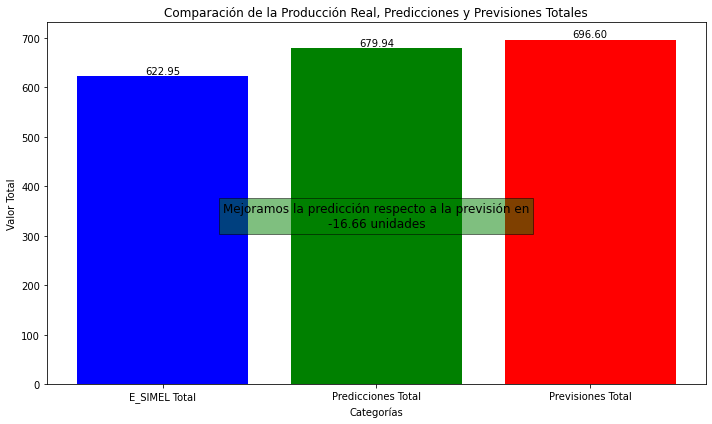 Comparación de la Producción Real, Predicciones y Previsiones Totales
700
600
500
400
300
200
100
0
Valor Total
622.95
679.94
696.60
Mejoramos la predicción respecto a la previsión en
-16.66 unidades
E_SIMEL Total
Predicciones Total
Previsiones Total
Categorías